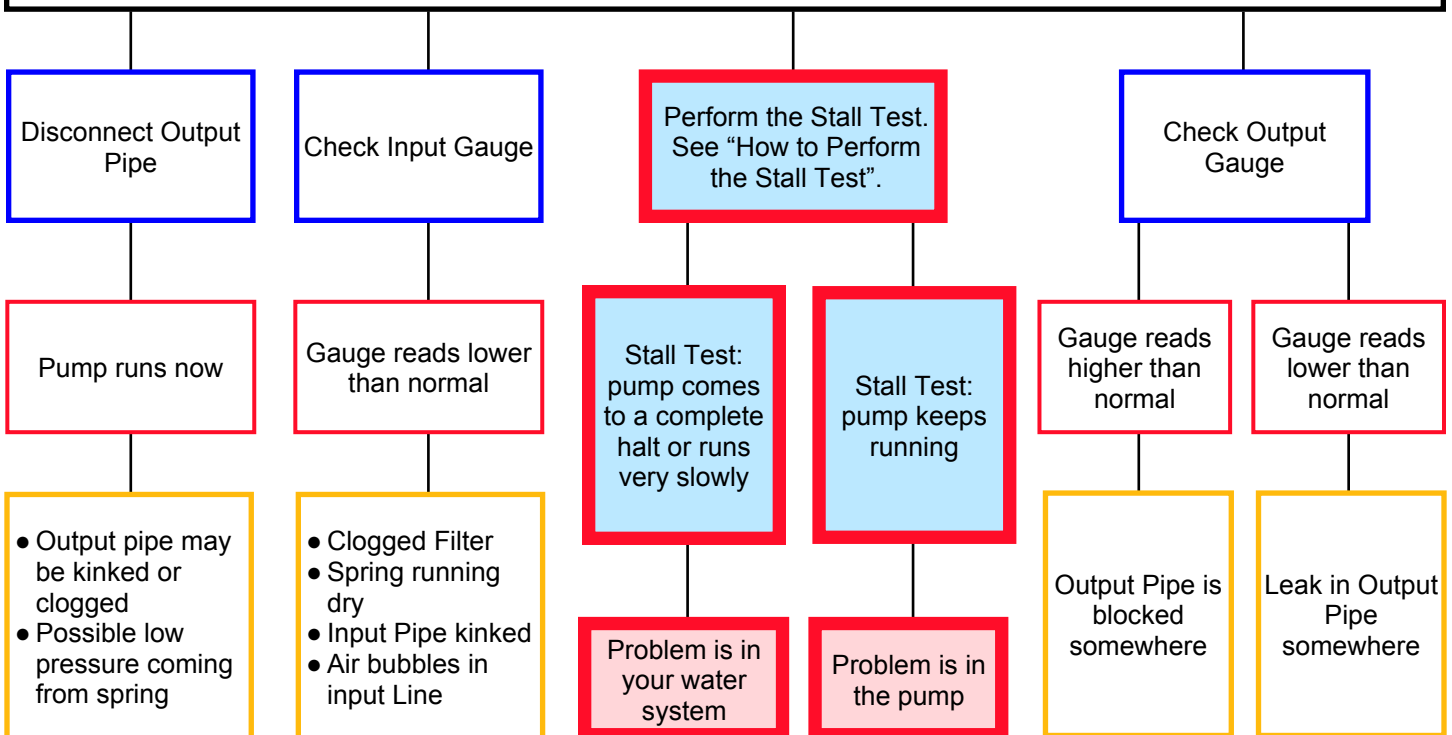 Disconnect Output
Pipe
Check Input Gauge
Perform the Stall Test.
See “How to Perform
the Stall Test”.
Check Output
Gauge
Pump runs now
Gauge reads lower
than normal
Stall Test:
pump comes
to a complete
halt or runs
very slowly
Stall Test:
pump keeps
running
Gauge reads
higher than
normal
Gauge reads
lower than
normal
● Output pipe may
be kinked or
clogged
● Possible low
pressure coming
from spring
● Clogged Filter
● Spring running
dry
● Input Pipe kinked
● Air bubbles in
input Line
Problem is in
your water
system
Problem is in
the pump
Output Pipe is
blocked
somewhere
Leak in Output
Pipe
somewhere